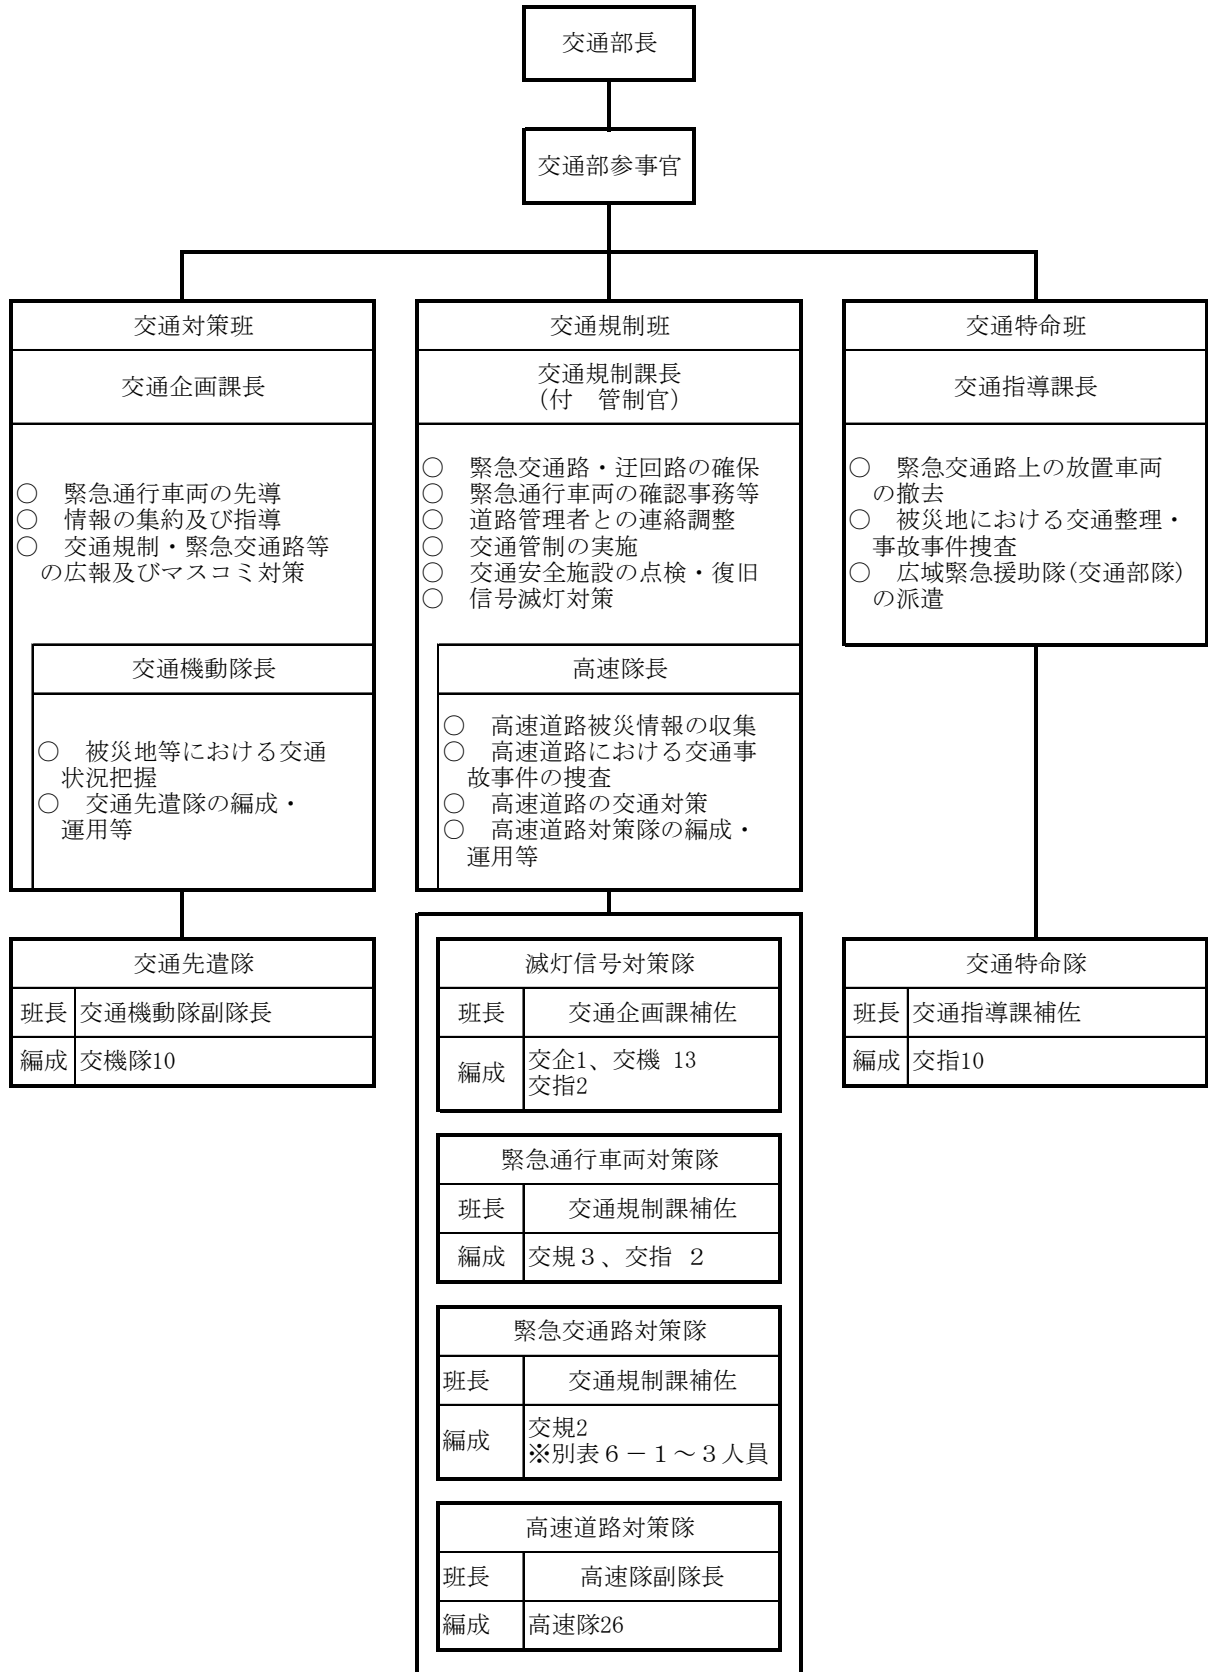 交通部長
交通部参事官
交通対策班
交通企画課長
○　緊急通行車両の先導
○　情報の集約及び指導
○　交通規制・緊急交通路等
の広報及びマスコミ対策
交通機動隊長
○　被災地等における交通
状況把握
○　交通先遣隊の編成・
運用等
交通規制班
交通規制課長
(付　管制官)
○　緊急交通路・迂回路の確保
○　緊急通行車両の確認事務等
○　道路管理者との連絡調整
○　交通管制の実施
○　交通安全施設の点検・復旧
○　信号滅灯対策
高速隊長
○　高速道路被災情報の収集
○　高速道路における交通事
故事件の捜査
○　高速道路の交通対策
○　高速道路対策隊の編成・
運用等
交通特命班
交通指導課長
○　緊急交通路上の放置車両
の撤去
○　被災地における交通整理・
事故事件捜査
○　広域緊急援助隊(交通部隊)
の派遣
交通先遣隊
班長 交通機動隊副隊長
編成 交機隊10
滅灯信号対策隊
班長 交通企画課補佐
編成 交企1、交機 13
交指2
緊急通行車両対策隊
班長 交通規制課補佐
編成 交規３、交指 ２
緊急交通路対策隊
班長 交通規制課補佐
編成 交規2
※別表６－１～３人員
高速道路対策隊
班長 高速隊副隊長
編成 高速隊26
交通特命隊
班長 交通指導課補佐
編成 交指10